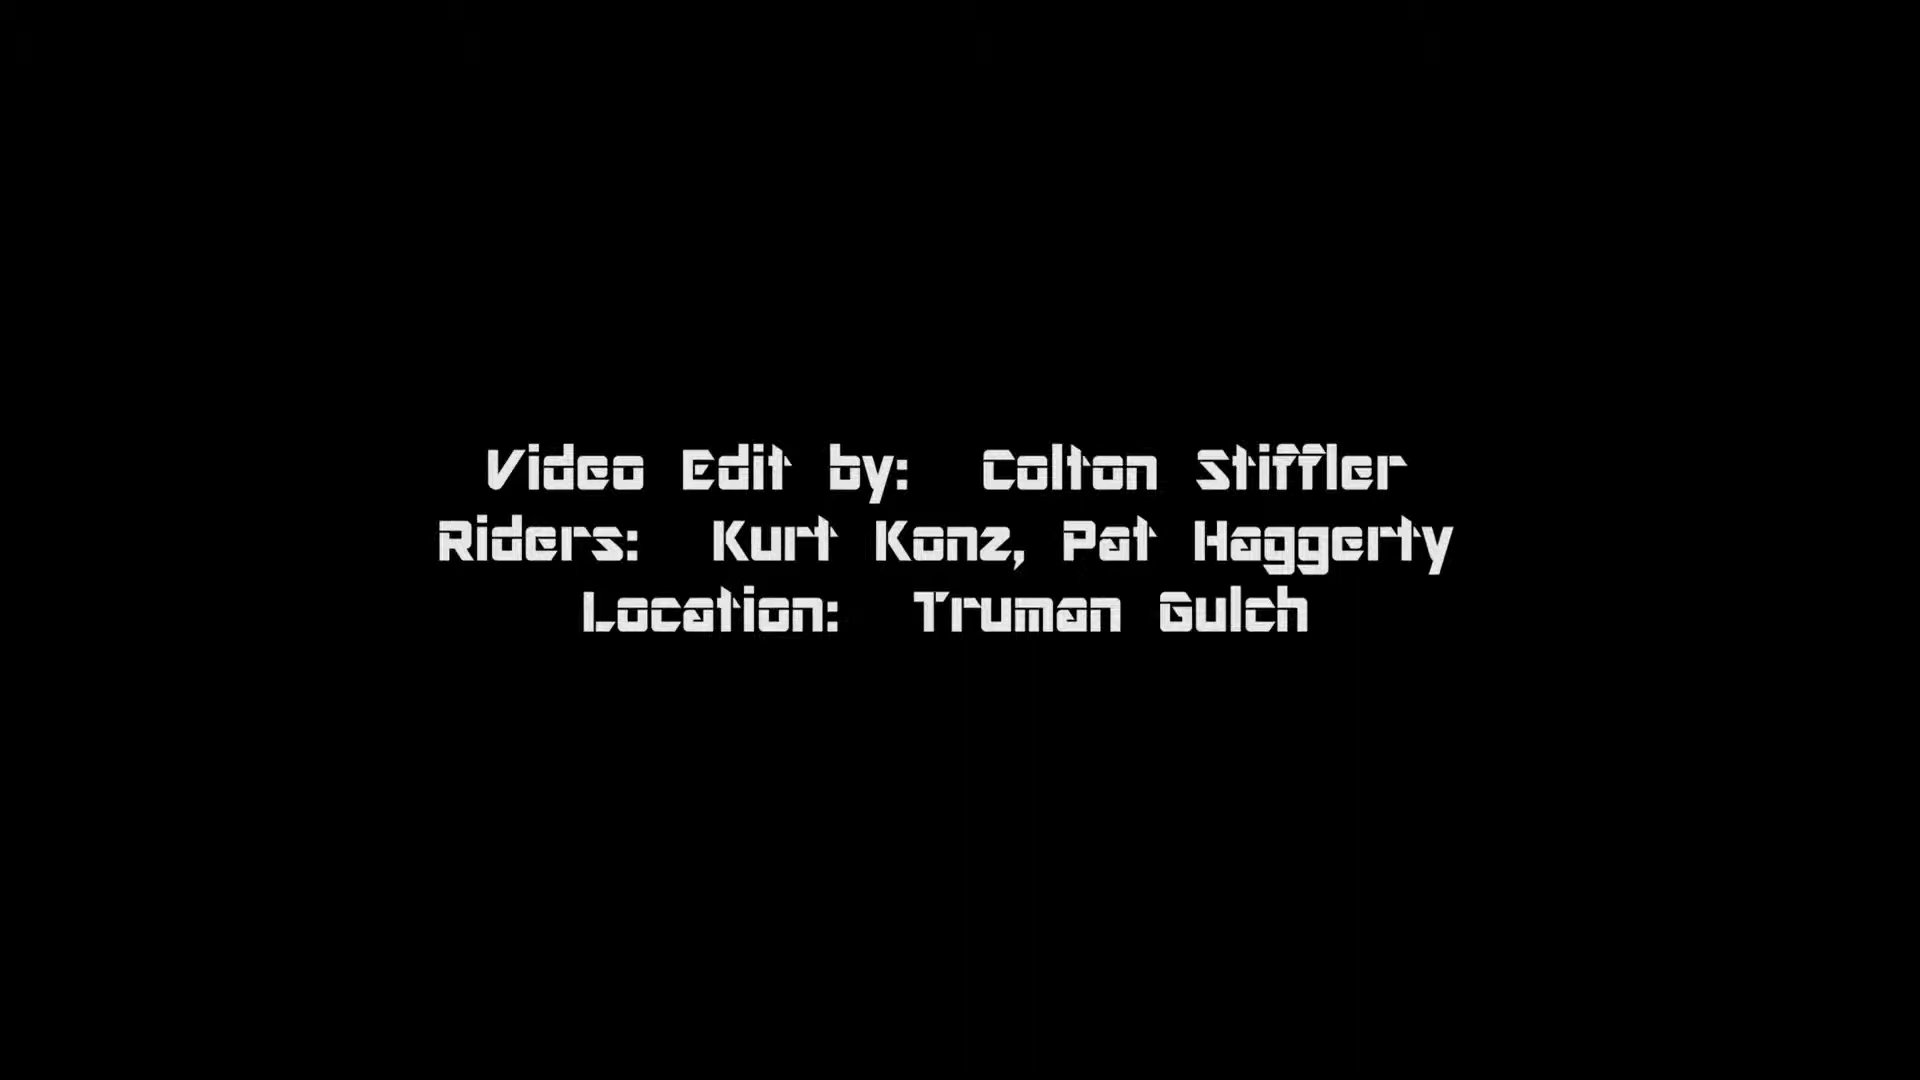 Video Edit by: Colton Stiffler
Riders: Kurt Konz, Pat Haggerty
Location: Truman Gulch